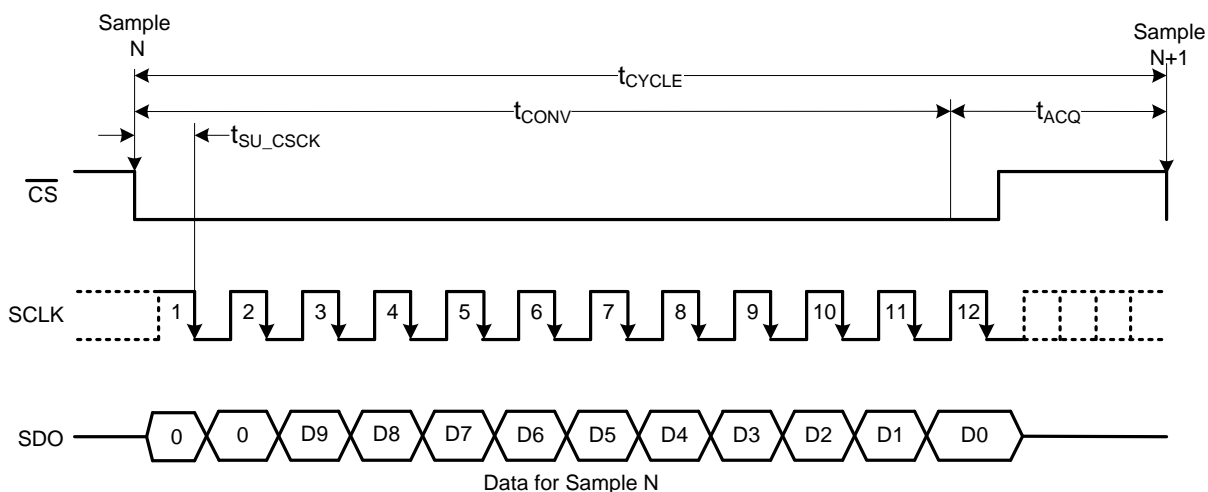 Sample
N
Sample
N+1
tCYCLE
tCONV
tACQ
tSU_CSCK
CS
SCLK
1 2 3 4 5 6 7 8 9 10 11 12
SDO
0 0 D9 D8 D7 D6 D5 D4 D3 D2 D1 D0
Data for Sample N